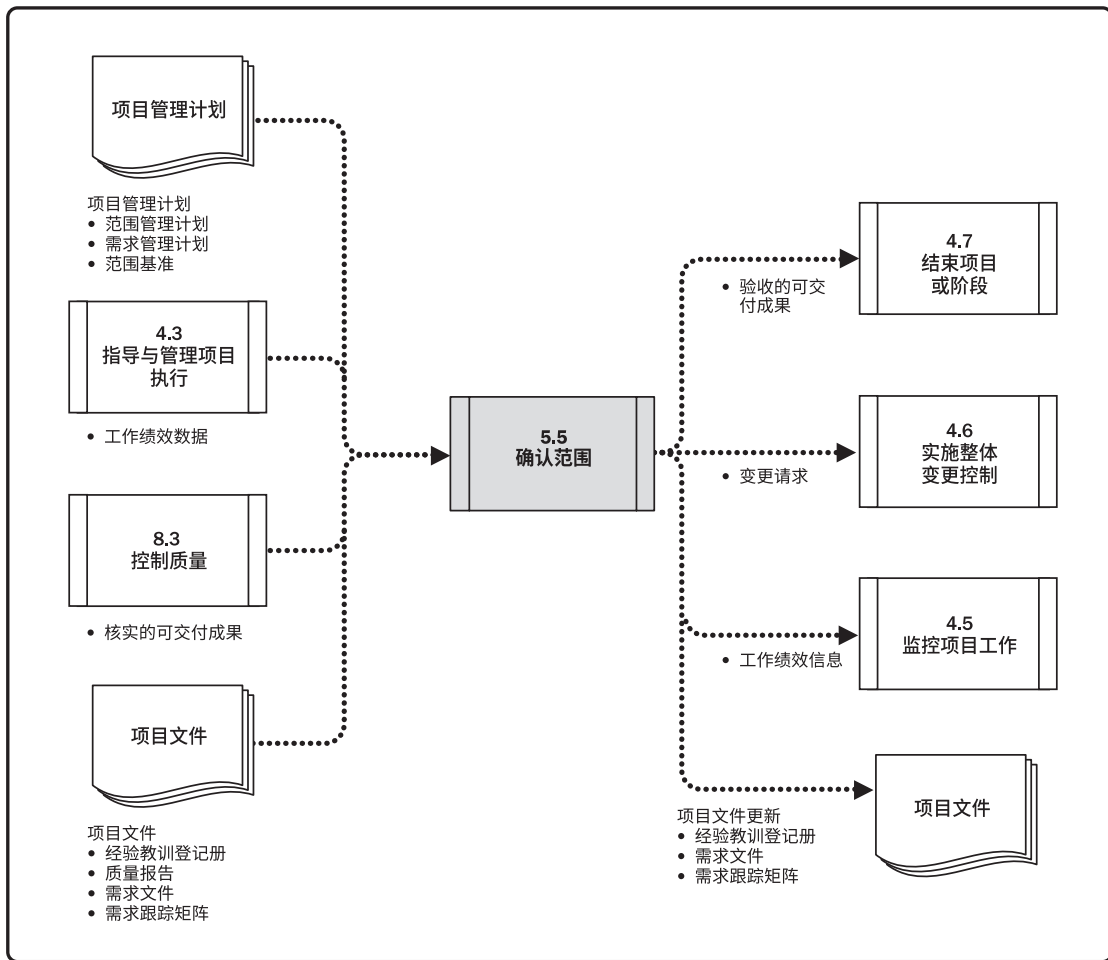 项目管理计划
项目管理计划
• 范围管理计划
• 需求管理计划
• 范围基准
4.3
指导与管理项目
执行
• 工作绩效数据
8.3
控制质量
• 核实的可交付成果
项目文件
项目文件
• 经验教训登记册
• 质量报告
• 需求文件
• 需求跟踪矩阵
5.5
确认范围
• 验收的可交
付成果
4.7
结束项目
或阶段
• 变更请求
4.6
实施整体
变更控制
• 工作绩效信息
4.5
监控项目工作
项目文件更新
• 经验教训登记册
• 需求文件
• 需求跟踪矩阵
项目文件